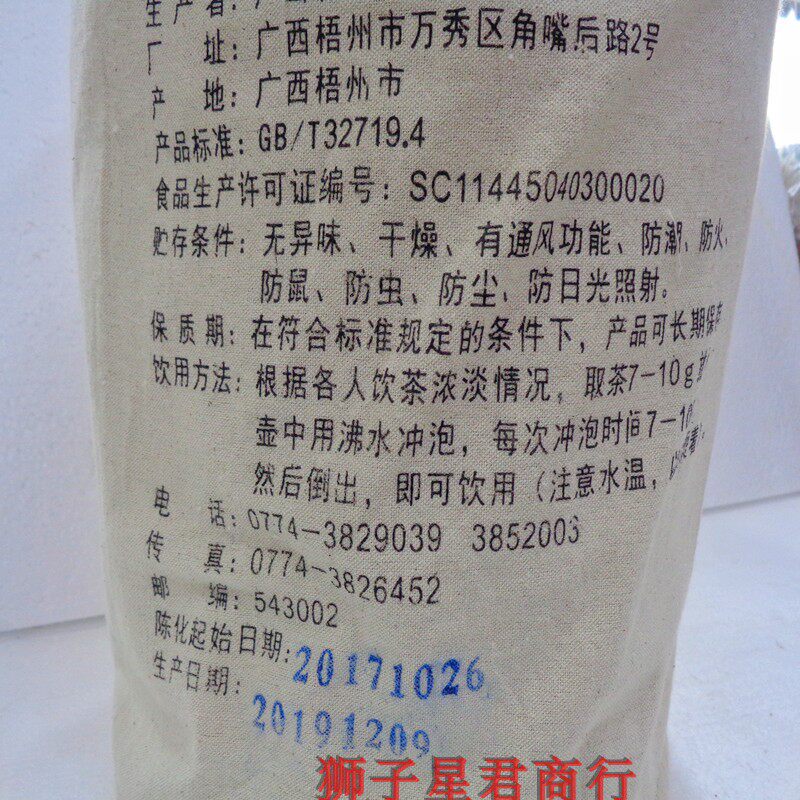 生产者：广西
厂 址：广西梧州市万秀区角嘴后路2号
产 地：广西梧州市
产品标准：GB/T32719.4
食品生产许可证编号：SC11445040300020
贮存条件：无异味、干燥、有通风功能、防潮、防火、
防鼠、防虫、防尘、防日光照射。
保 质 期：在符合标准规定的条件下，产品可长期保存
饮用方法：根据各人饮茶浓淡情况，取茶7-10g
壶中用沸水冲泡，每次冲泡时间7-1
然后倒出，即可饮用（注意水温，
电 话：0774-3829039 3852003
传 真：0774-3826452
邮 编：543002
陈化起始日期：20171026
生产日期：20191209
狮子星君商行